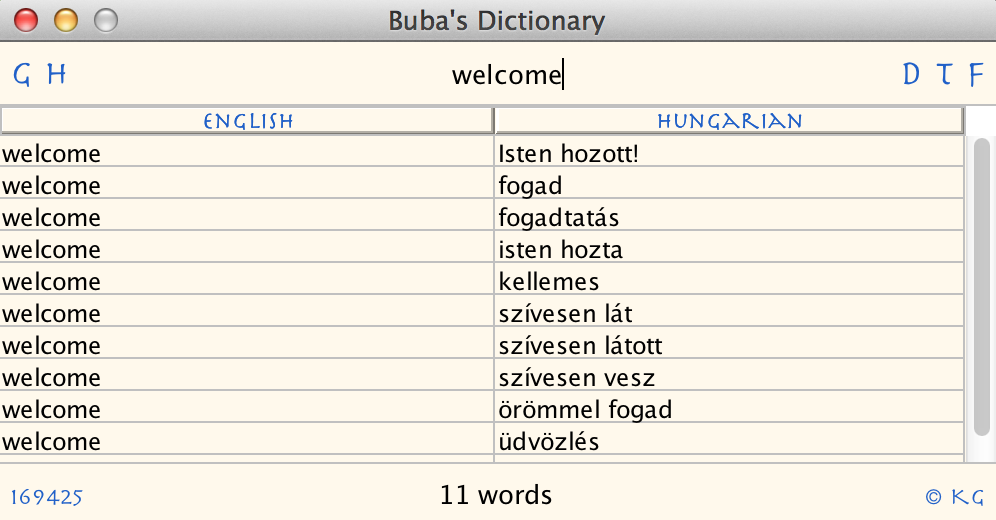 Buba's Dictionary
G H welcome D T F
ENGLISH HUNGARIAN
welcome Isten hozott!
welcome fogad
welcome fogadtatás
welcome isten hozta
welcome kellemes
welcome szívesen lát
welcome szívesen látott
welcome szívesen vesz
welcome örömmel fogad
welcome üdvözlés
169425 11 words © KG